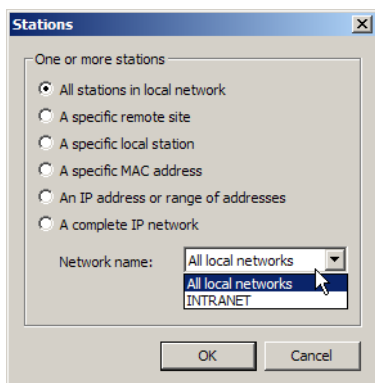 Stations
One or more stations
All stations in local network
A specific remote site
A specific local station
A specific MAC address
An IP address or range of addresses
A complete IP network
Network name: All local networks
All local networks
INTRANET
OK Cancel